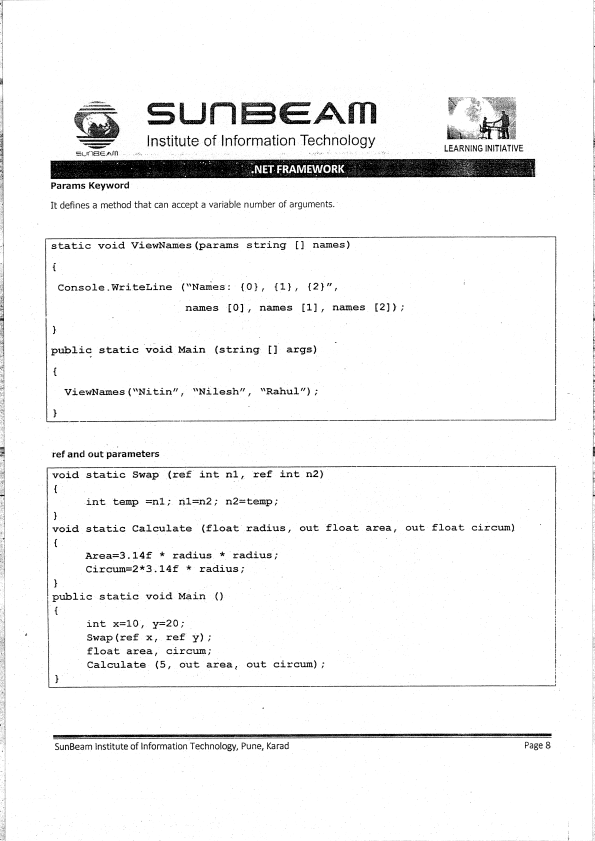 SUNBEAM
Institute of Information Technology
SUNBEAM
LEARNING INITIATIVE
.NET FRAMEWORK
Params Keyword
It defines a method that can accept a variable number of arguments.
static void ViewNames(params string [] names)
{
Console.WriteLine (“Names: {0}, {1}, {2}”,
names [0], names [1], names [2]);
}
public static void Main (string [] args)
{
ViewNames(“Nitin”, “Nilesh”, “Rahul”);
}
ref and out parameters
void static Swap (ref int n1, ref int n2)
{
int temp =n1; n1=n2; n2=temp;
}
void static Calculate (float radius, out float area, out float circum)
{
Area=3.14f * radius * radius;
Circum=2*3.14f * radius;
}
public static void Main ()
{
int x=10, y=20;
Swap(ref x, ref y);
float area, circum;
Calculate (5, out area, out circum);
}
SunBeam Institute of Information Technology, Pune, Karad Page 8